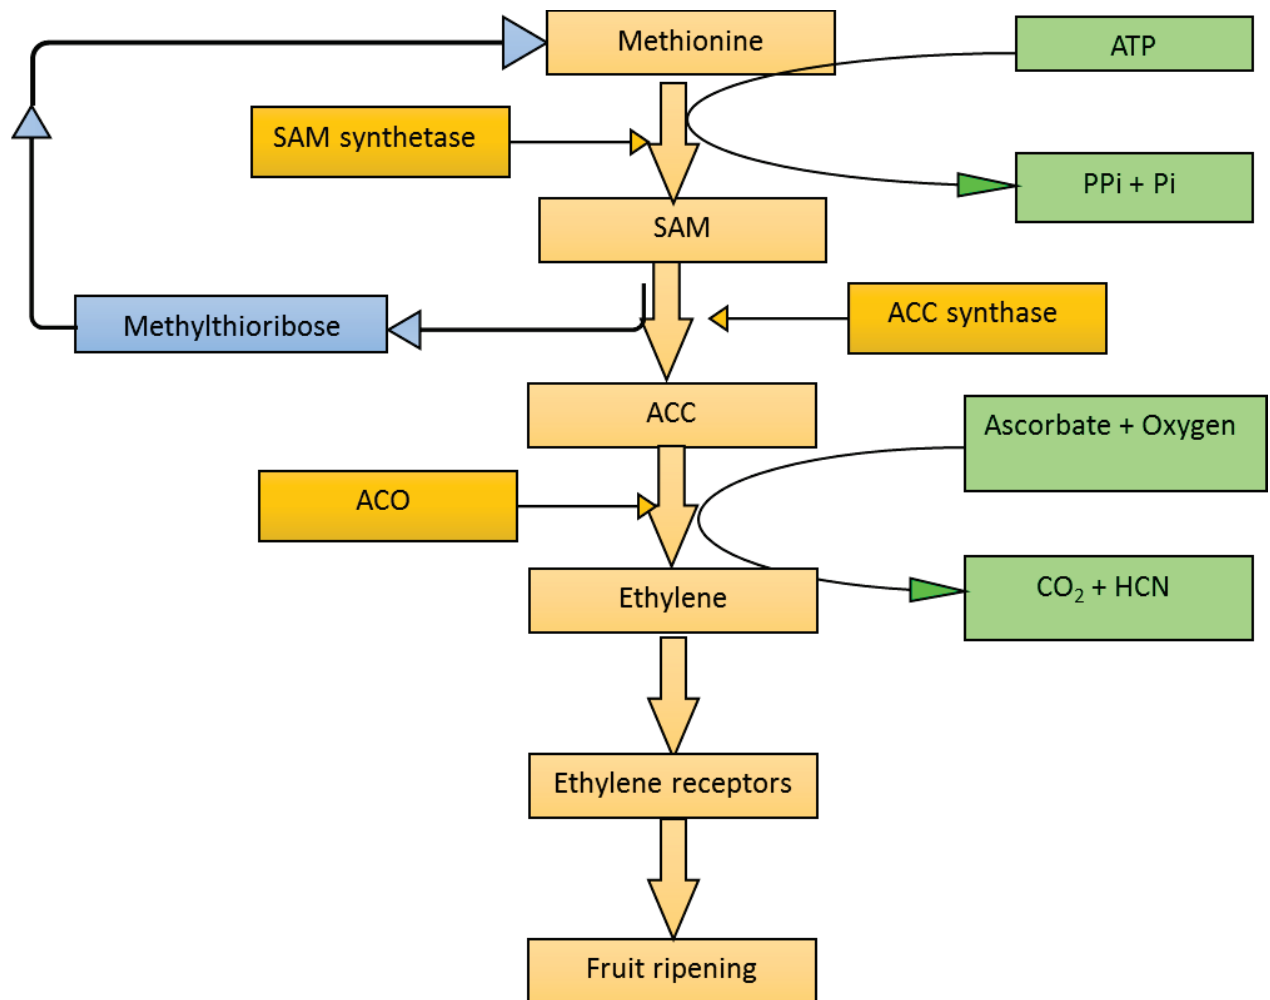 Methionine
ATP
SAM synthetase
PPi + Pi
SAM
Methylthioribose
ACC synthase
ACC
Ascorbate + Oxygen
ACO
Ethylene
CO₂ + HCN
Ethylene receptors
Fruit ripening